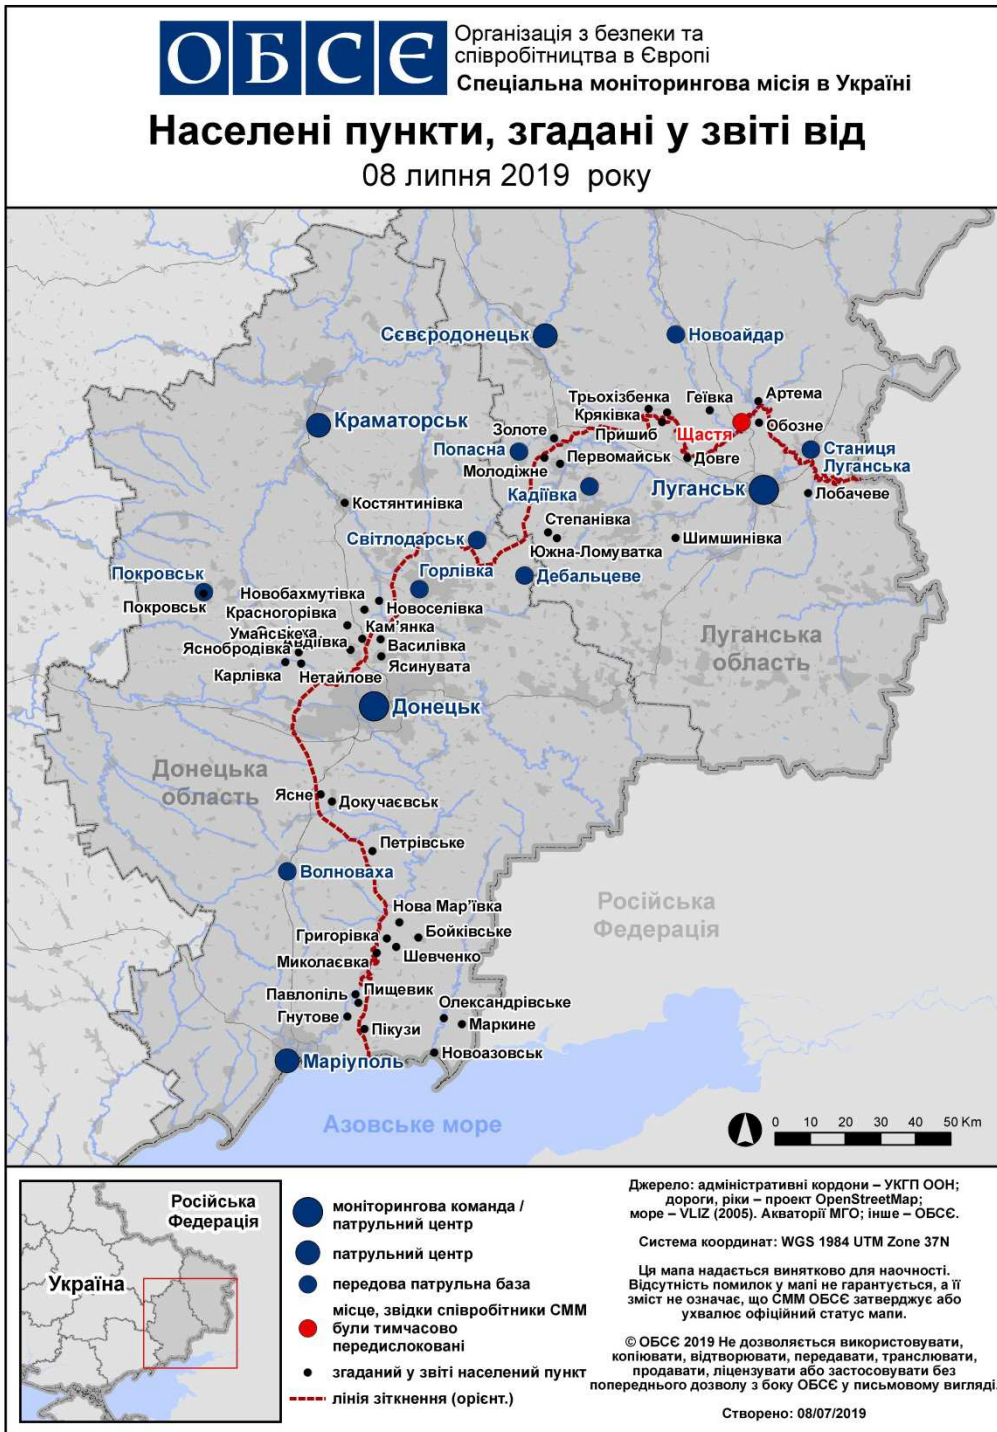 ОБСЄ
Організація з безпеки та
співробітництва в Європі
Спеціальна моніторингова місія в Україні
Населені пункти, згадані у звіті від
08 липня 2019 року
Сєвєродонецьк
Новоайдар
Трьохізбенка
Геївка
Артема
Краматорськ
Кряківка
Золоте
Пришиб
Щастя
Обозне
Попасна
Станиця
Луганська
Молодіжне
Первомайськ
Довге
Кадіївка
Луганськ
Лобачеве
Костянтинівка
Степанівка
Світлодарськ
Южна-Ломуватка
Шимшинівка
Покровськ
Горлівка
Дебальцеве
Покровськ
Новобахмутівка
Новоселівка
Красногорівка
Кам'янка
Уманське
Василівка
Яснобродівка
Ясинувата
Карлівка
Нетайлове
Луганська
область
Донецьк
Донецька
область
Ясне
Докучаєвськ
Петрівське
Волноваха
Нова Мар'ївка
Російська
Федерація
Григорівка
Бойківське
Миколаєвка
Шевченко
Павлопіль
Пищевик
Олександрівське
Гнутове
Пікузи
Маркине
Новоазовськ
Маріуполь
Азовське море
0 10 20 30 40 50 Км
Російська
Федерація
Україна
моніторингова команда /
патрульний центр
патрульний центр
передова патрульна база
місце, звідки співробітники СММ
були тимчасово
передислоковані
згаданий у звіті населений пункт
лінія зіткнення (орієнт.)
Джерело: адміністративні кордони – УКГП ООН;
дороги, ріки – проект OpenStreetMap;
море – VLIZ (2005). Акваторії МГО; інше – ОБСЄ.
Система координат: WGS 1984 UTM Zone 37N
Ця мапа надається винятково для наочності.
Відсутність помилок у мапі не гарантується, а її
зміст не означає, що СММ ОБСЄ затверджує або
ухвалює офіційний статус мапи.
© ОБСЄ 2019 Не дозволяється використовувати,
копіювати, відтворювати, передавати, транслювати,
продавати, ліцензувати або застосовувати без
попереднього дозволу з боку ОБСЄ у письмовому вигляді.
Створено: 08/07/2019